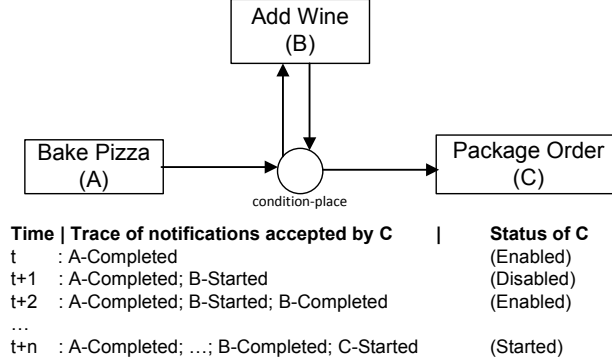 Add Wine
(B)
Bake Pizza
(A)
Package Order
(C)
condition-place
Time | Trace of notifications accepted by C | Status of C
t : A-Completed (Enabled)
t+1 : A-Completed; B-Started (Disabled)
t+2 : A-Completed; B-Started; B-Completed (Enabled)
...
t+n : A-Completed; ...; B-Completed; C-Started (Started)